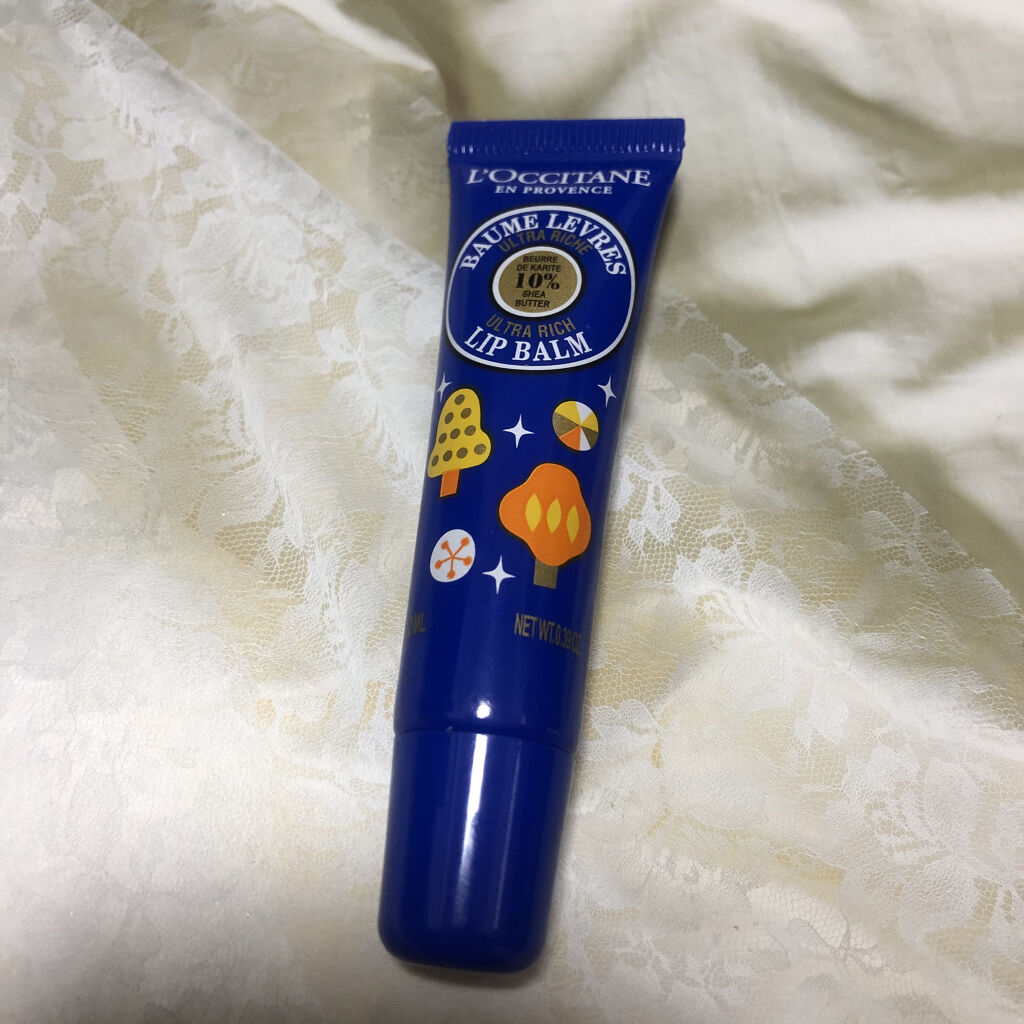 L'OCCITANE
EN PROVENCE
BAUME LEVRES
ULTRA RICHE
BEURRE
DE KARITE
10%
SHEA
BUTTER
ULTRA RICH
LIP BALM
ML
NET WT.0.39 OZ